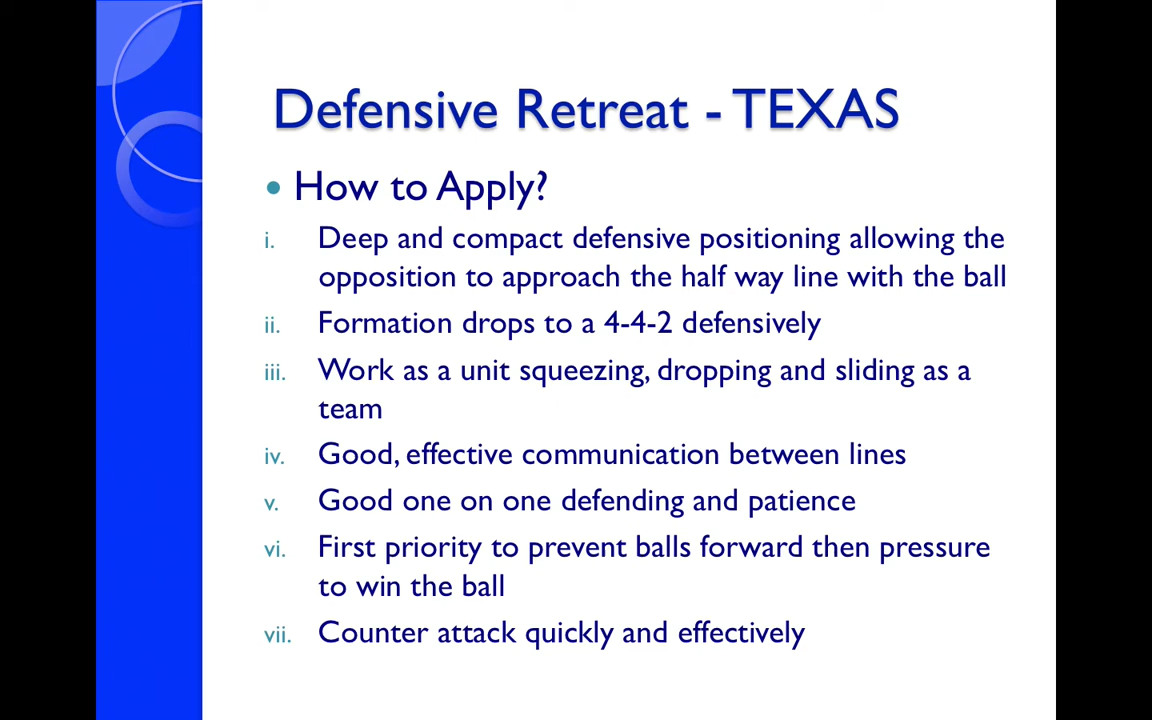 Defensive Retreat - TEXAS
• How to Apply?
i. Deep and compact defensive positioning allowing the
opposition to approach the half way line with the ball
ii. Formation drops to a 4-4-2 defensively
iii. Work as a unit squeezing, dropping and sliding as a
team
iv. Good, effective communication between lines
v. Good one on one defending and patience
vi. First priority to prevent balls forward then pressure
to win the ball
vii. Counter attack quickly and effectively